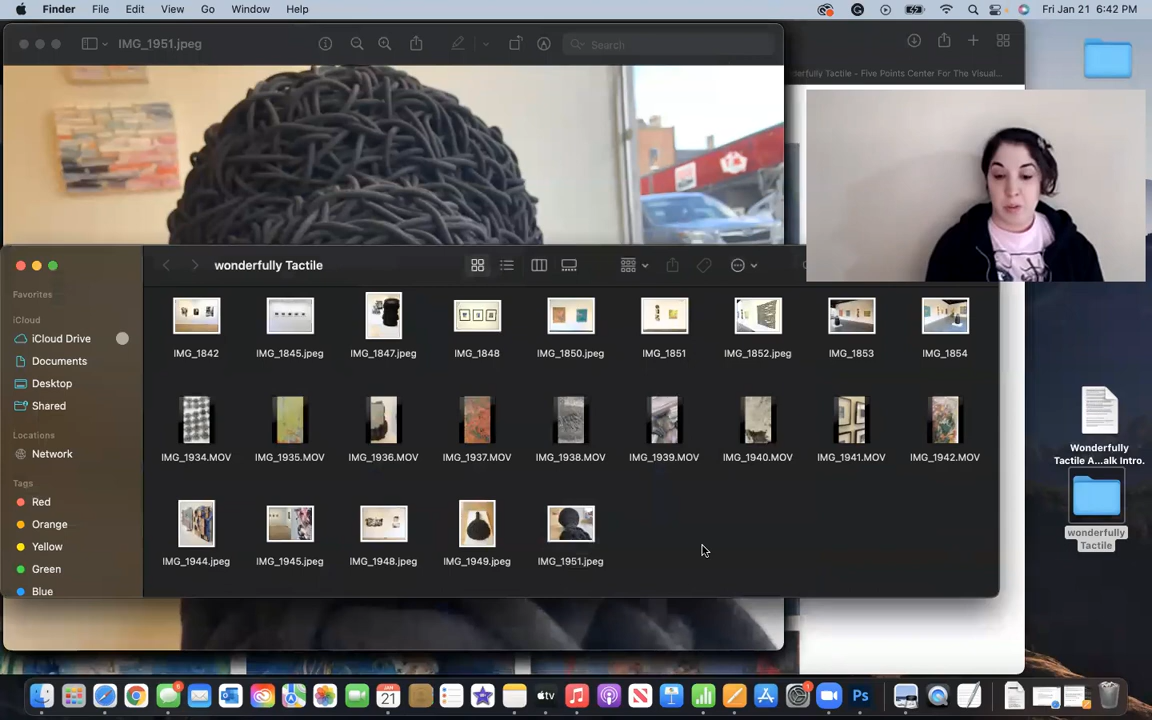 Finder File Edit View Go Window Help Fri Jan 21 6:42 PM
IMG_1951.jpeg Search
Tactile - Five Points Center For The Visual...
wonderfully Tactile
Favorites
iCloud
iCloud Drive
Documents
Desktop
Shared
Locations
Network
Tags
Red
Orange
Yellow
Green
Blue
IMG_1842 IMG_1845.jpeg IMG_1847.jpeg IMG_1848 IMG_1850.jpeg IMG_1851 IMG_1852.jpeg IMG_1853 IMG_1854
IMG_1934.MOV IMG_1935.MOV IMG_1936.MOV IMG_1937.MOV IMG_1938.MOV IMG_1939.MOV IMG_1940.MOV IMG_1941.MOV IMG_1942.MOV
IMG_1944.jpeg IMG_1945.jpeg IMG_1948.jpeg IMG_1949.jpeg IMG_1951.jpeg
Wonderfully
Tactile A...alk Intro.
wonderfully
Tactile
JAN
21
tv
Ps